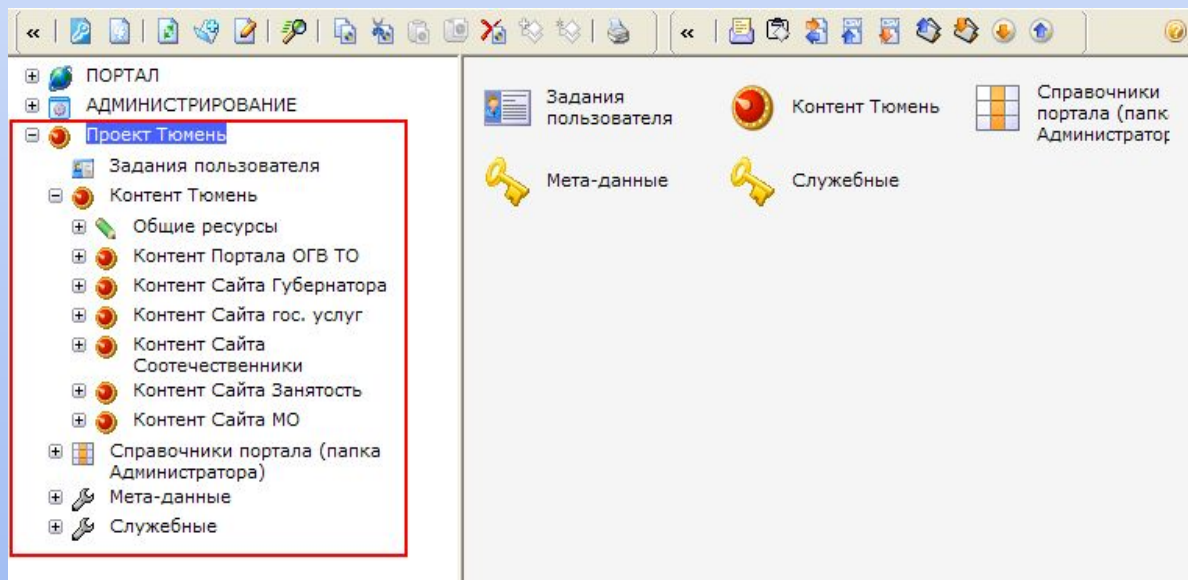 ПОРТАЛ
АДМИНИСТРИРОВАНИЕ
Проект Тюмень
Задания пользователя
Контент Тюмень
Общие ресурсы
Контент Портала ОГВ ТО
Контент Сайта Губернатора
Контент Сайта гос. услуг
Контент Сайта
Соотечественники
Контент Сайта Занятость
Контент Сайта МО
Справочники портала (папка
Администратора)
Мета-данные
Служебные
Задания
пользователя
Контент Тюмень
Справочники
портала (папк
Администратор
Мета-данные
Служебные